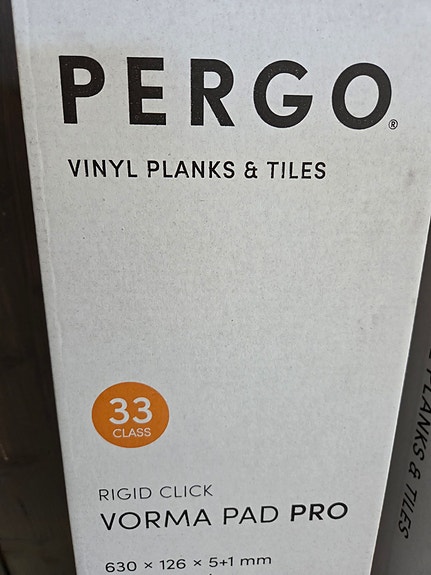 PERGO®
VINYL PLANKS & TILES
33
CLASS
RIGID CLICK
VORMA PAD PRO
630 × 126 × 5+1 mm
PLANKS & TILES